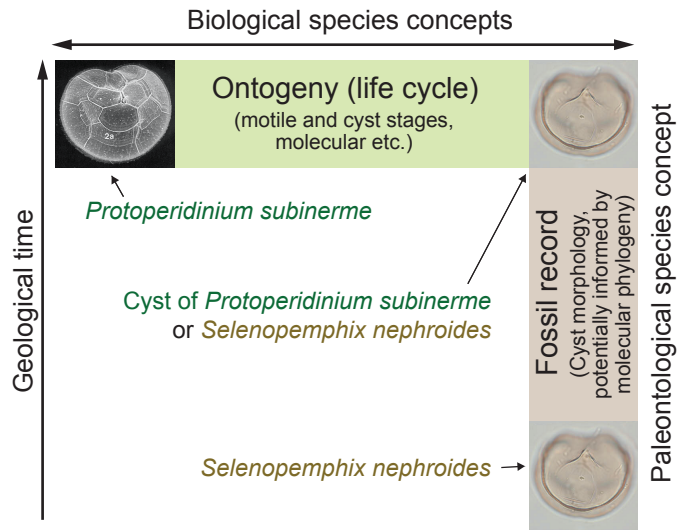 Biological species concepts
Ontogeny (life cycle)
(motile and cyst stages,
molecular etc.)
2a
Protoperidinium subinerme
Cyst of Protoperidinium subinerme
or Selenopemphix nephroides
Selenopemphix nephroides
Geological time
Fossil record
(Cyst morphology,
potentially informed by
molecular phylogeny)
Paleontological species concept